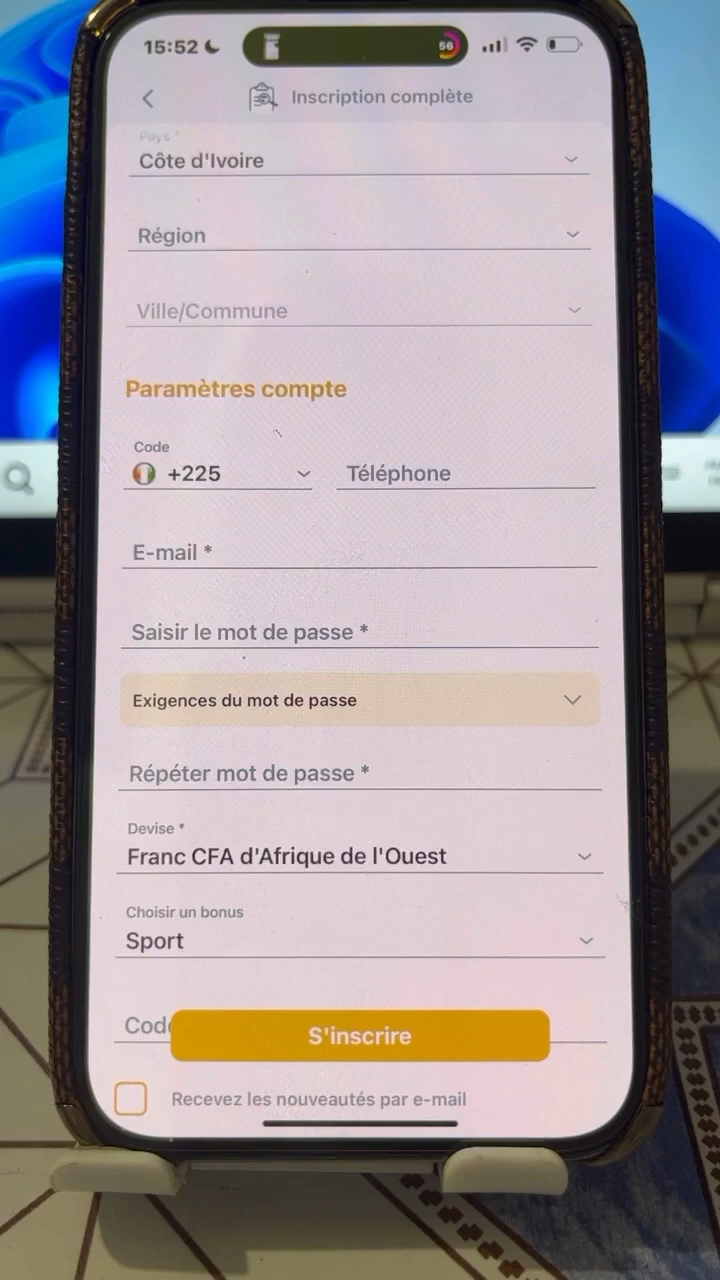 15:52
56
Inscription complète
Pays *
Côte d'Ivoire
Région
Ville/Commune
Paramètres compte
Code
+225
Téléphone
E-mail *
Saisir le mot de passe *
Exigences du mot de passe
Répéter mot de passe *
Devise *
Franc CFA d'Afrique de l'Ouest
Choisir un bonus
Sport
Code
S'inscrire
Recevez les nouveautés par e-mail